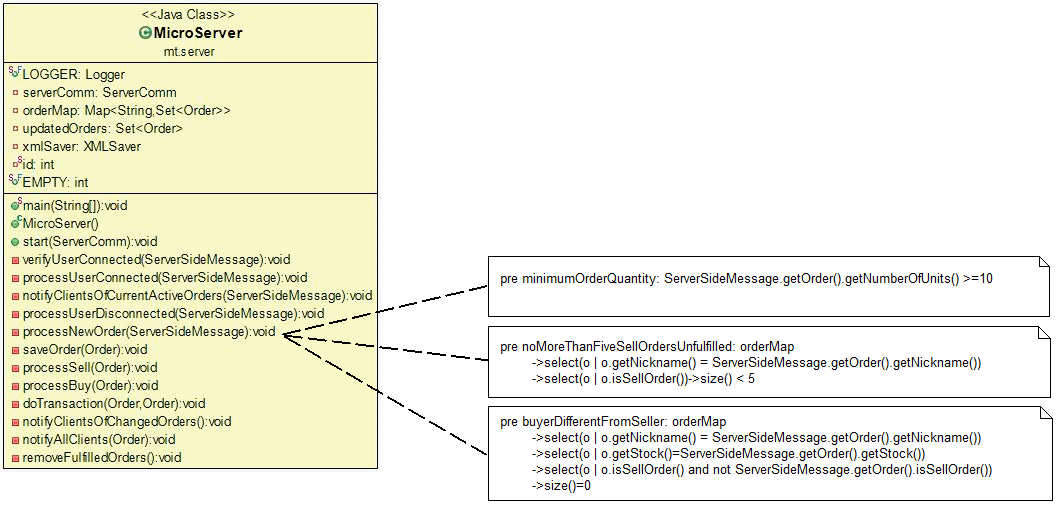 <<Java Class>>
MicroServer
mt.server
LOGGER: Logger
serverComm: ServerComm
orderMap: Map<String,Set<Order>>
updatedOrders: Set<Order>
xmlSaver: XMLSaver
id: int
EMPTY: int
main(String[]):void
MicroServer()
start(ServerComm):void
verifyUserConnected(ServerSideMessage):void
processUserConnected(ServerSideMessage):void
notifyClientsOfCurrentActiveOrders(ServerSideMessage):void
processUserDisconnected(ServerSideMessage):void
processNewOrder(ServerSideMessage):void
saveOrder(Order):void
processSell(Order):void
processBuy(Order):void
doTransaction(Order,Order):void
notifyClientsOfChangedOrders():void
notifyAllClients(Order):void
removeFulfilledOrders():void
pre minimumOrderQuantity: ServerSideMessage.getOrder().getNumberOfUnits() >=10
pre noMoreThanFiveSellOrdersUnfulfilled: orderMap
->select(o | o.getNickname() = ServerSideMessage.getOrder().getNickname())
->select(o | o.isSellOrder())->size() < 5
pre buyerDifferentFromSeller: orderMap
->select(o | o.getNickname() = ServerSideMessage.getOrder().getNickname())
->select(o | o.getStock()=ServerSideMessage.getOrder().getStock())
->select(o | o.isSellOrder() and not ServerSideMessage.getOrder().isSellOrder())
->size()=0